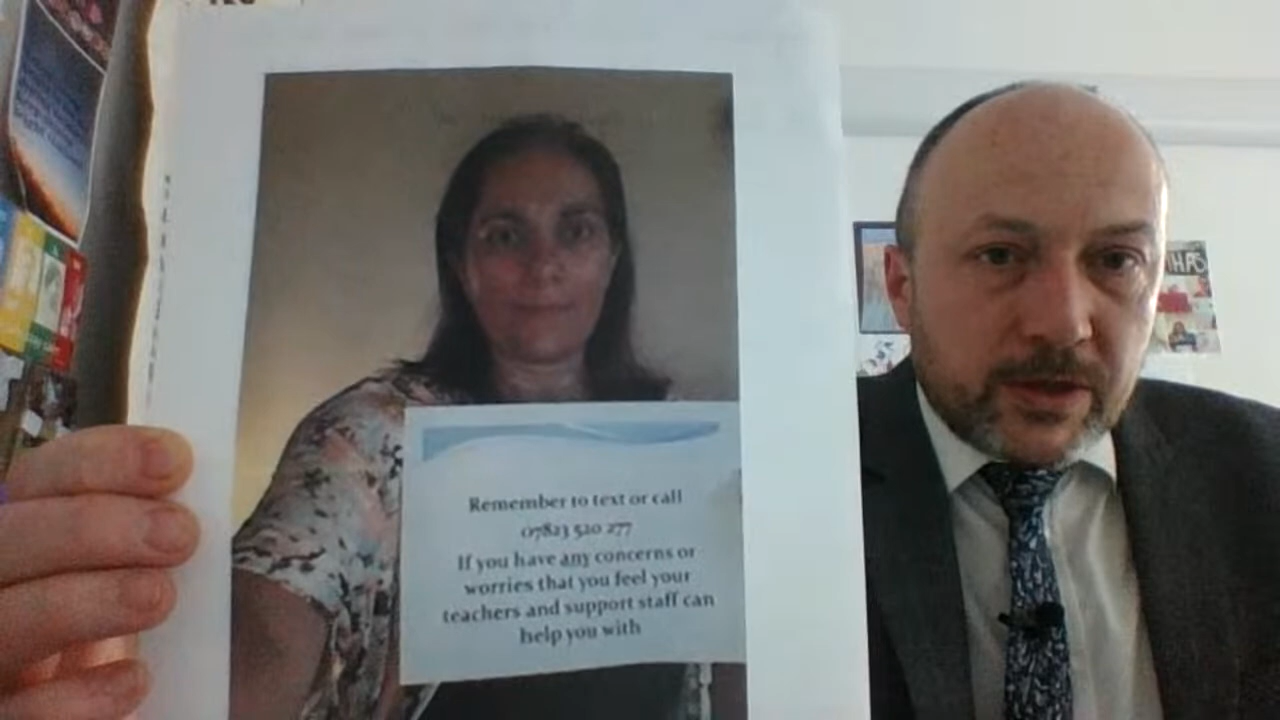 Remember to text or call
07823 520 277
If you have any concerns or
worries that you feel your
teachers and support staff can
help you with